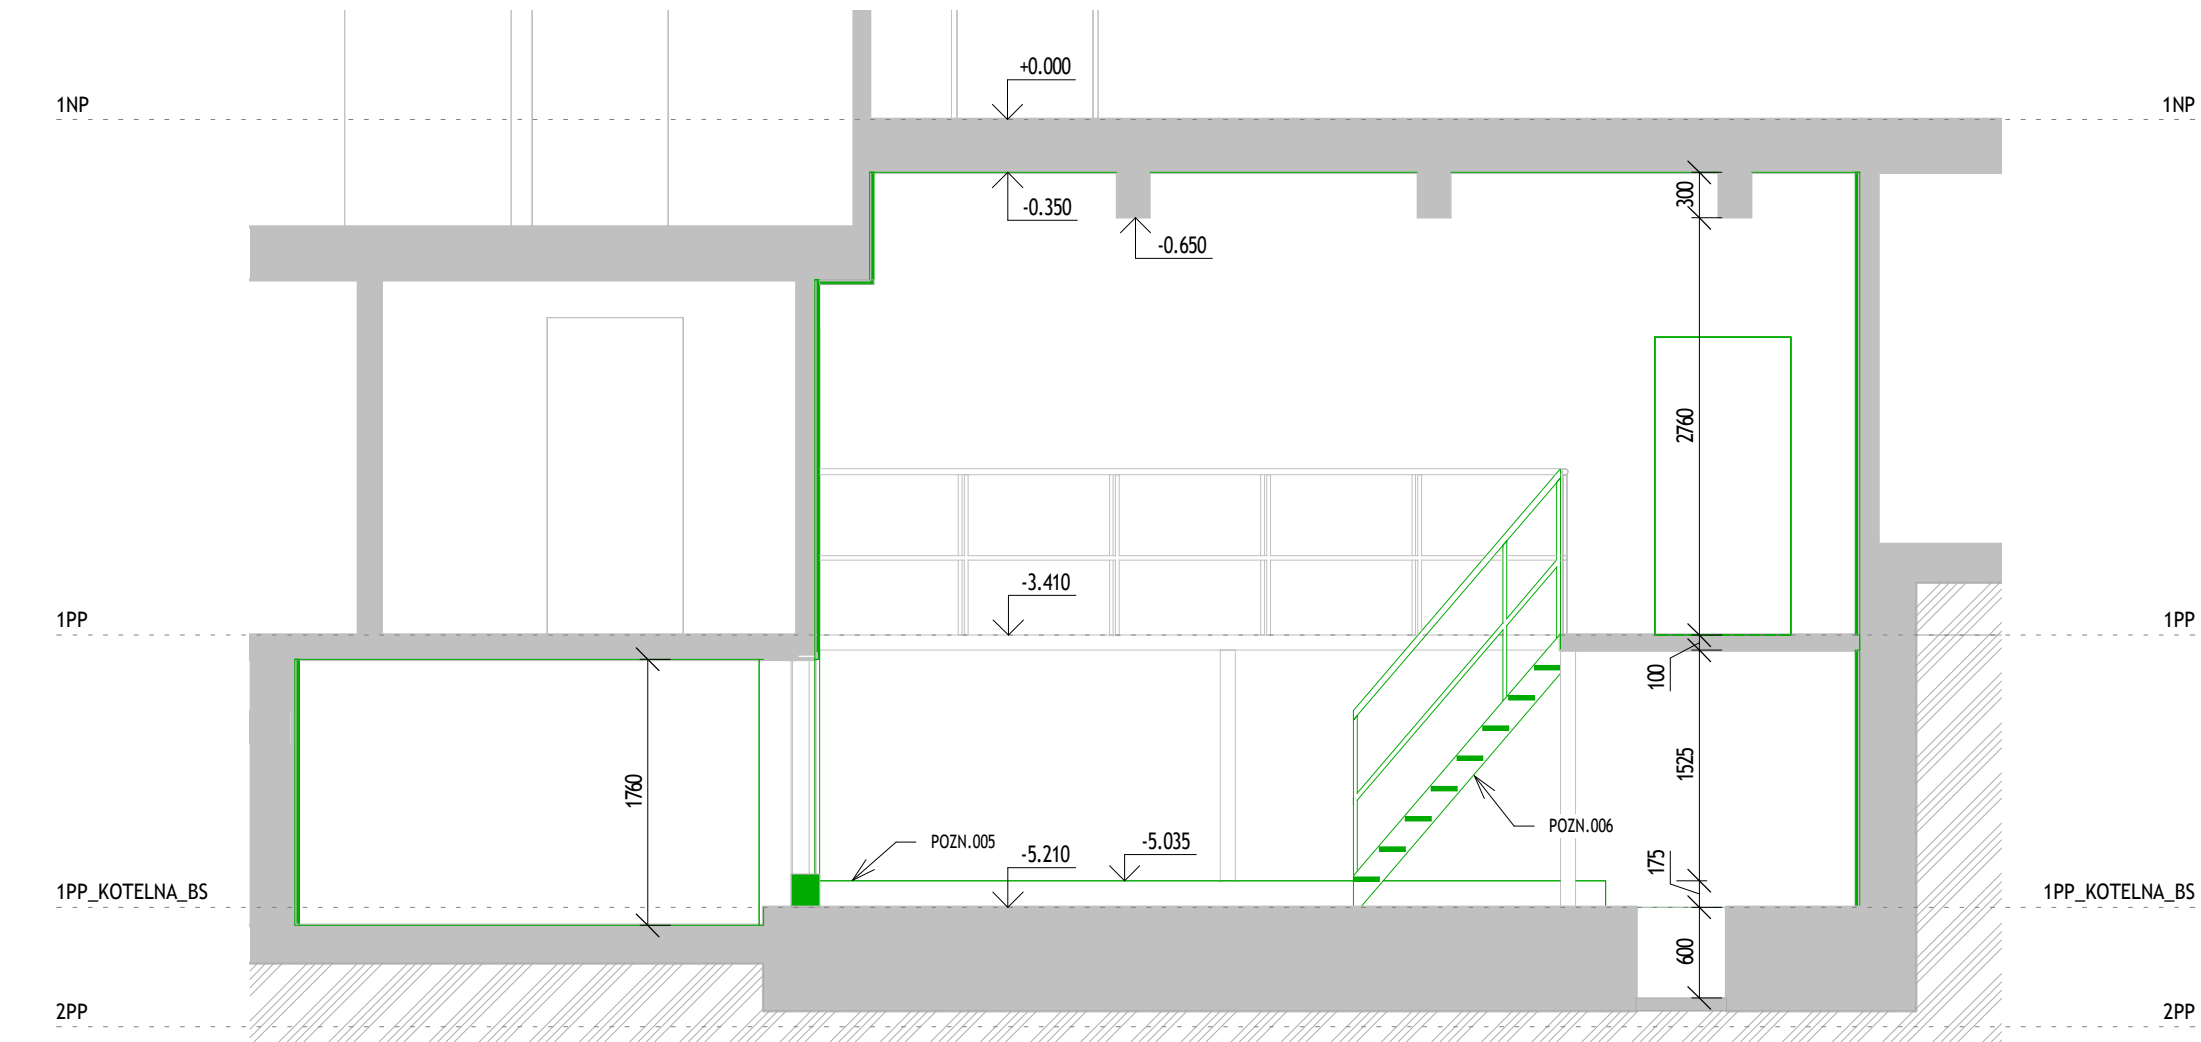 +0.000
1NP
1NP
300
-0.350
-0.650
2760
-3.410
1PP
1PP
100
1525
1760
POZN.006
POZN.005
-5.035
-5.210
175
1PP_KOTELNA_BS
1PP_KOTELNA_BS
600
2PP
2PP